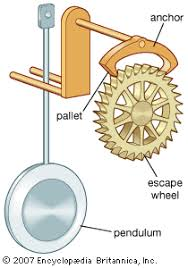 anchor
pallet
escape
wheel
pendulum
© 2007 Encyclopædia Britannica, Inc.